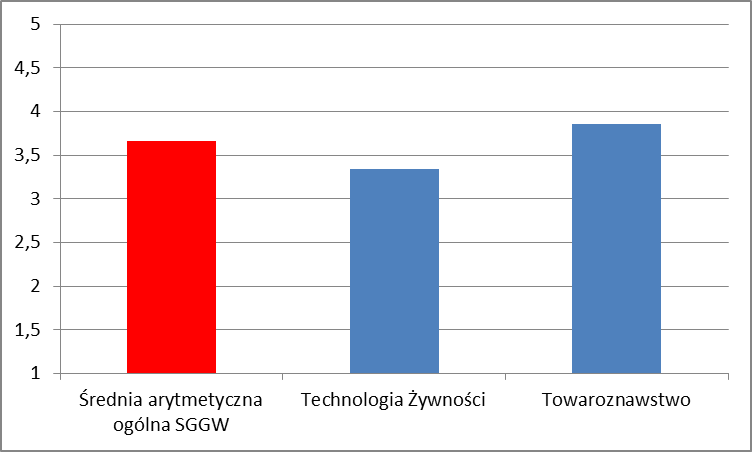 5
4,5
4
3,5
3
2,5
2
1,5
1
Średnia arytmetyczna
ogólna SGGW
Technologia Żywności
Towaroznawstwo